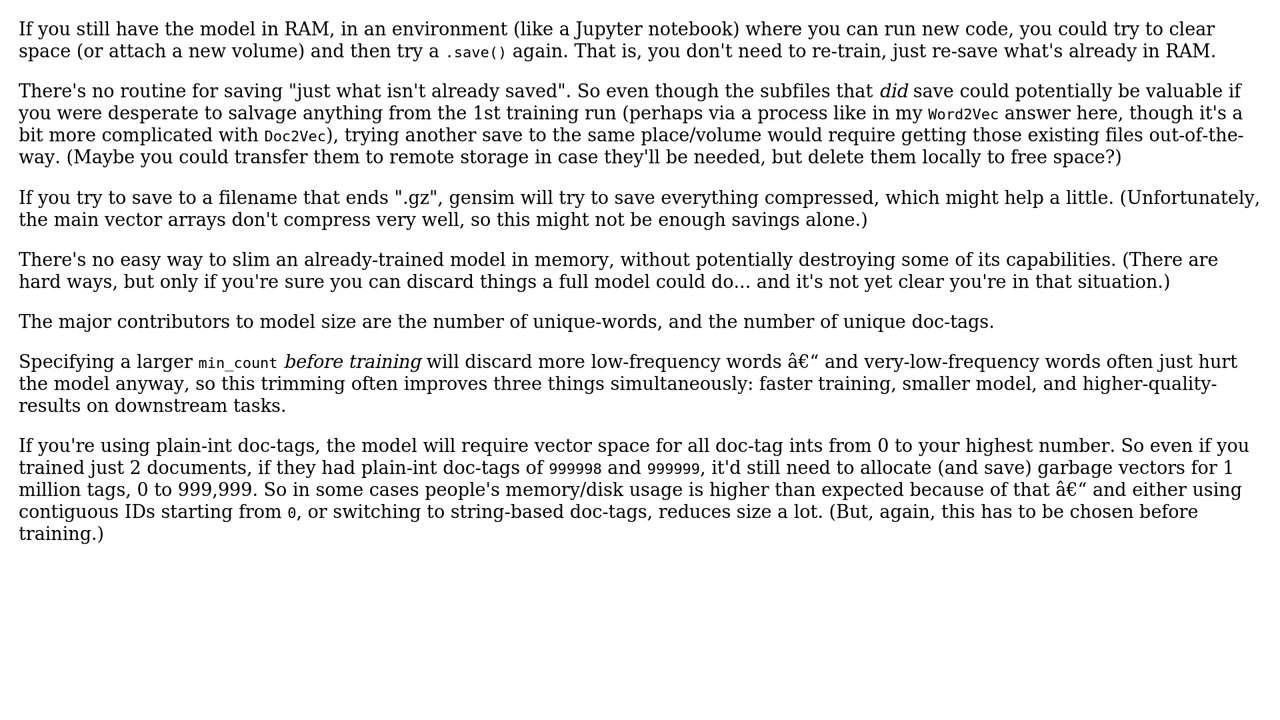 If you still have the model in RAM, in an environment (like a Jupyter notebook) where you can run new code, you could try to clear
space (or attach a new volume) and then try a .save() again. That is, you don't need to re-train, just re-save what's already in RAM.
There's no routine for saving "just what isn't already saved". So even though the subfiles that did save could potentially be valuable if
you were desperate to salvage anything from the 1st training run (perhaps via a process like in my Word2Vec answer here, though it's a
bit more complicated with Doc2Vec), trying another save to the same place/volume would require getting those existing files out-of-the-
way. (Maybe you could transfer them to remote storage in case they'll be needed, but delete them locally to free space?)
If you try to save to a filename that ends ".gz", gensim will try to save everything compressed, which might help a little. (Unfortunately,
the main vector arrays don't compress very well, so this might not be enough savings alone.)
There's no easy way to slim an already-trained model in memory, without potentially destroying some of its capabilities. (There are
hard ways, but only if you're sure you can discard things a full model could do... and it's not yet clear you're in that situation.)
The major contributors to model size are the number of unique-words, and the number of unique doc-tags.
Specifying a larger min_count before training will discard more low-frequency words â€“ and very-low-frequency words often just hurt
the model anyway, so this trimming often improves three things simultaneously: faster training, smaller model, and higher-quality-
results on downstream tasks.
If you're using plain-int doc-tags, the model will require vector space for all doc-tag ints from 0 to your highest number. So even if you
trained just 2 documents, if they had plain-int doc-tags of 999998 and 999999, it'd still need to allocate (and save) garbage vectors for 1
million tags, 0 to 999,999. So in some cases people's memory/disk usage is higher than expected because of that â€“ and either using
contiguous IDs starting from 0, or switching to string-based doc-tags, reduces size a lot. (But, again, this has to be chosen before
training.)